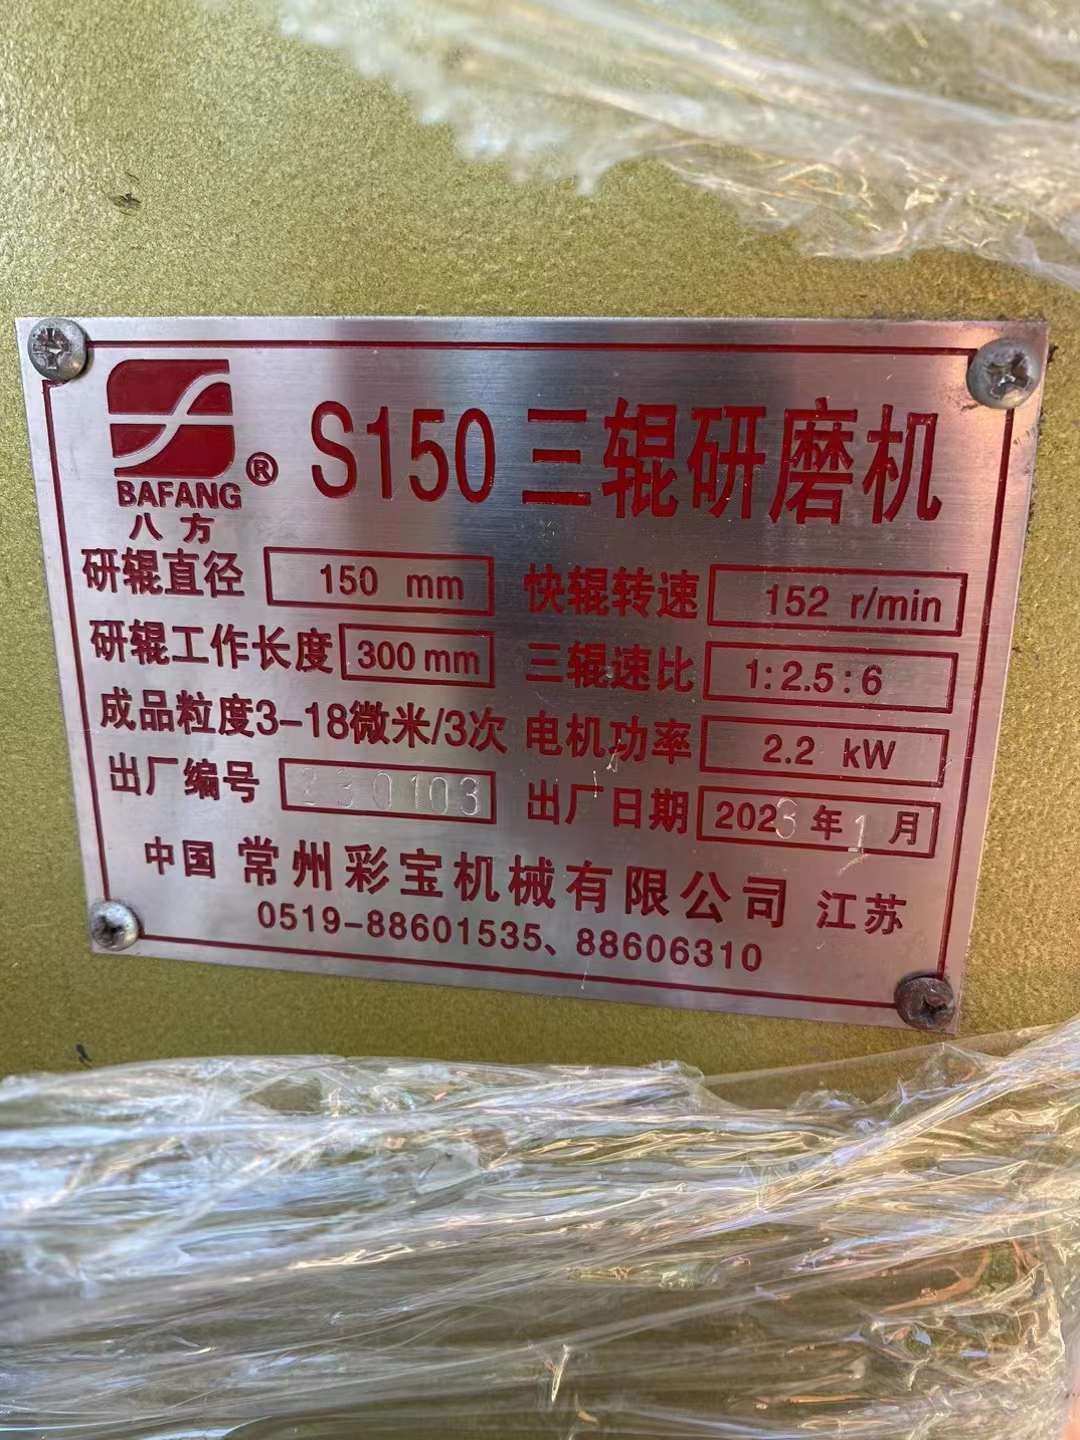 BAFANG ®
八方
S150 三辊研磨机
研辊直径 150 mm 快辊转速 152 r/min
研辊工作长度 300 mm 三辊速比 1:2.5:6
成品粒度3-18微米/3次 电机功率 2.2 kW
出厂编号 230103 出厂日期 2023年1月
中国 常州彩宝机械有限公司 江苏
0519-88601535、88606310